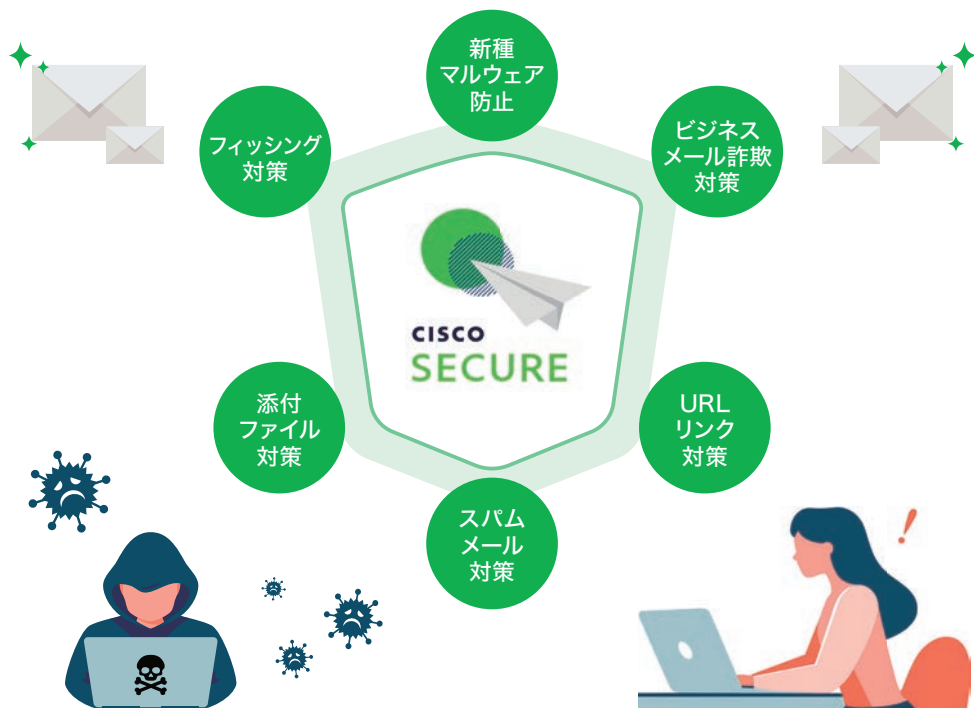 新種
マルウェア
防止
フィッシング
対策
ビジネス
メール詐欺
対策
CISCO
SECURE
添付
ファイル
対策
URL
リンク
対策
スパム
メール
対策
!